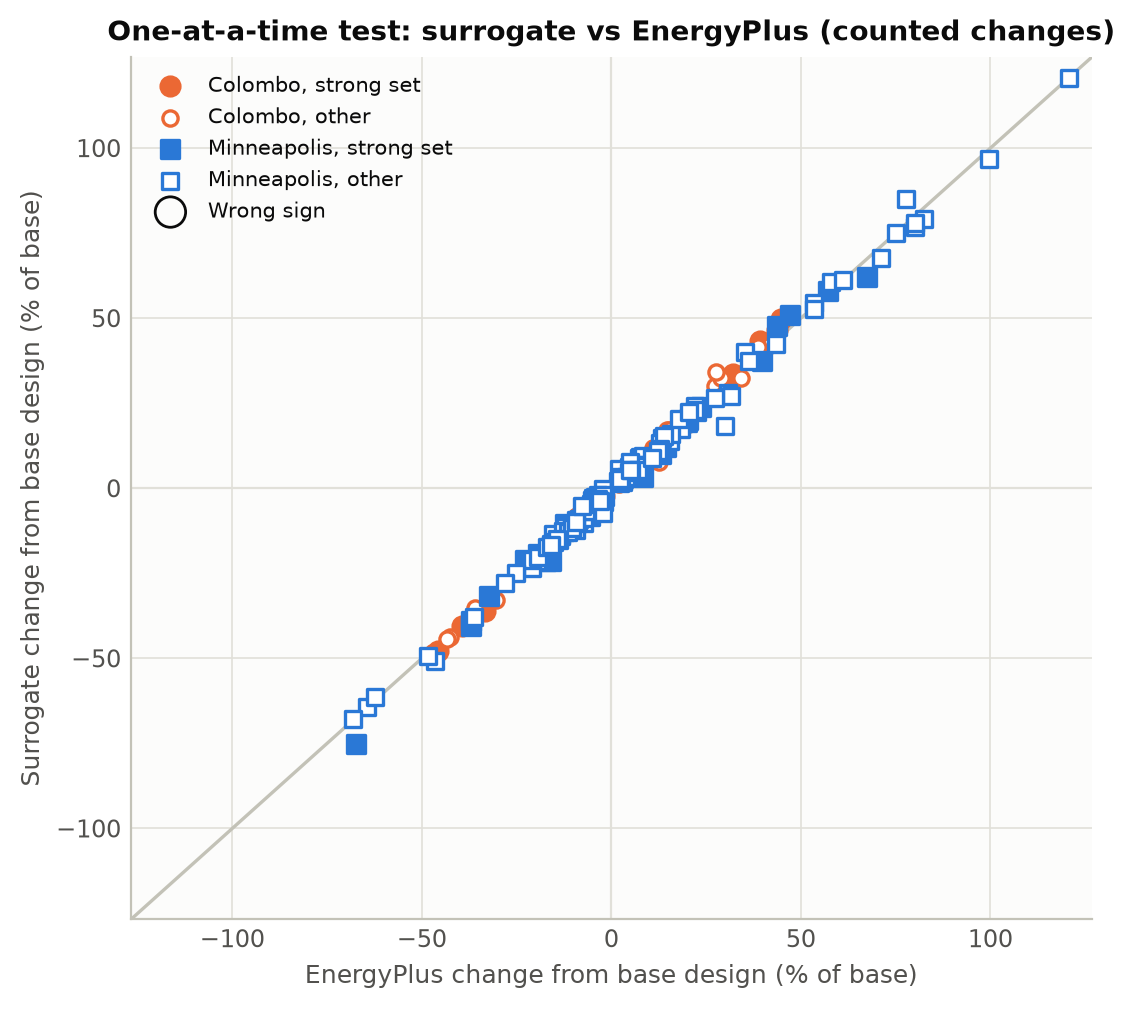 One-at-a-time test: surrogate vs EnergyPlus (counted changes)
Colombo, strong set
Colombo, other
Minneapolis, strong set
Minneapolis, other
Wrong sign
Surrogate change from base design (% of base)
100
50
0
−50
−100
−100
−50
0
50
100
EnergyPlus change from base design (% of base)